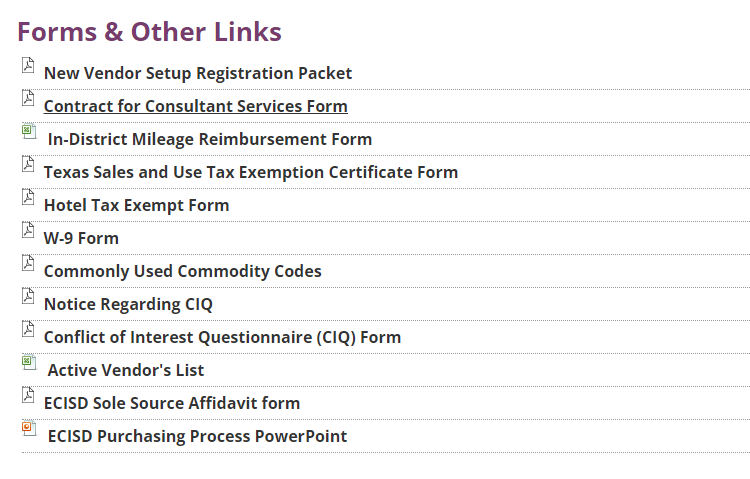 Forms & Other Links
New Vendor Setup Registration Packet
Contract for Consultant Services Form
In-District Mileage Reimbursement Form
Texas Sales and Use Tax Exemption Certificate Form
Hotel Tax Exempt Form
W-9 Form
Commonly Used Commodity Codes
Notice Regarding CIQ
Conflict of Interest Questionnaire (CIQ) Form
Active Vendor's List
ECISD Sole Source Affidavit form
ECISD Purchasing Process PowerPoint